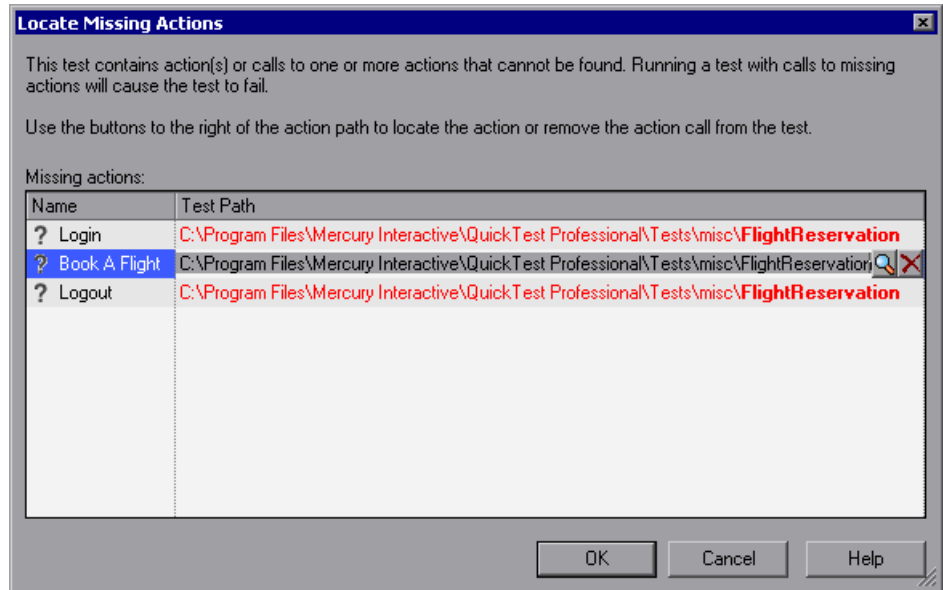 Locate Missing Actions
This test contains action(s) or calls to one or more actions that cannot be found. Running a test with calls to missing
actions will cause the test to fail.
Use the buttons to the right of the action path to locate the action or remove the action call from the test.
Missing actions:
Name Test Path
? Login C:\Program Files\Mercury Interactive\QuickTest Professional\Tests\misc\FlightReservation
? Book A Flight C:\Program Files\Mercury Interactive\QuickTest Professional\Tests\misc\FlightReservation
? Logout C:\Program Files\Mercury Interactive\QuickTest Professional\Tests\misc\FlightReservation
OK Cancel Help